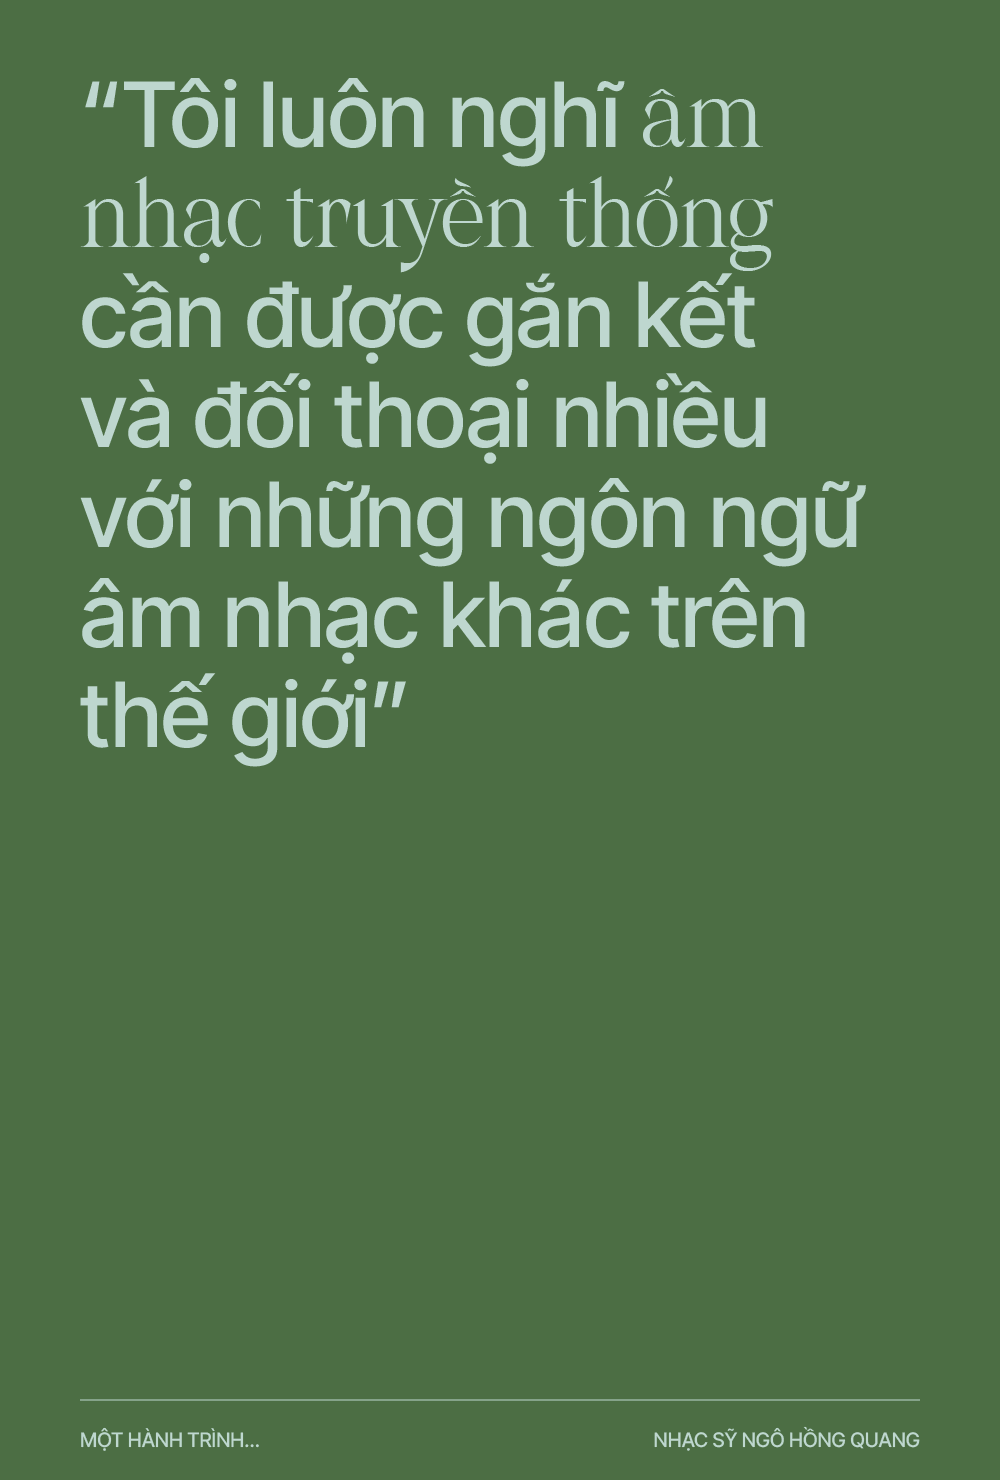 “Tôi luôn nghĩ âm
nhạc truyền thống
cần được gắn kết
và đối thoại nhiều
với những ngôn ngữ
âm nhạc khác trên
thế giới”
MỘT HÀNH TRÌNH...
NHẠC SỸ NGÔ HỒNG QUANG